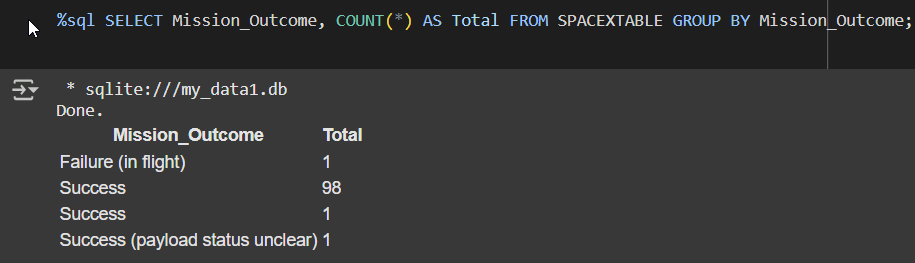 %sql SELECT Mission_Outcome, COUNT(*) AS Total FROM SPACEXTABLE GROUP BY Mission_Outcome;
* sqlite:///my_data1.db
Done.
Mission_Outcome Total
Failure (in flight) 1
Success 98
Success 1
Success (payload status unclear) 1